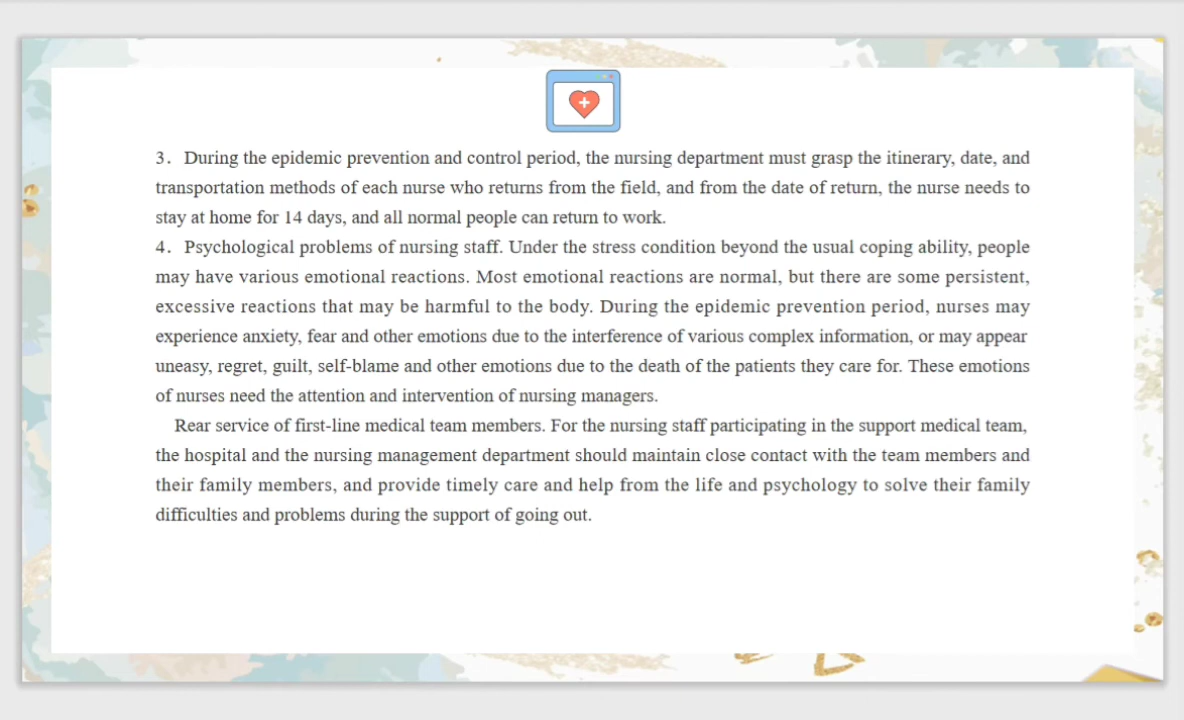 3. During the epidemic prevention and control period, the nursing department must grasp the itinerary, date, and
transportation methods of each nurse who returns from the field, and from the date of return, the nurse needs to
stay at home for 14 days, and all normal people can return to work.
4. Psychological problems of nursing staff. Under the stress condition beyond the usual coping ability, people
may have various emotional reactions. Most emotional reactions are normal, but there are some persistent,
excessive reactions that may be harmful to the body. During the epidemic prevention period, nurses may
experience anxiety, fear and other emotions due to the interference of various complex information, or may appear
uneasy, regret, guilt, self-blame and other emotions due to the death of the patients they care for. These emotions
of nurses need the attention and intervention of nursing managers.
Rear service of first-line medical team members. For the nursing staff participating in the support medical team,
the hospital and the nursing management department should maintain close contact with the team members and
their family members, and provide timely care and help from the life and psychology to solve their family
difficulties and problems during the support of going out.